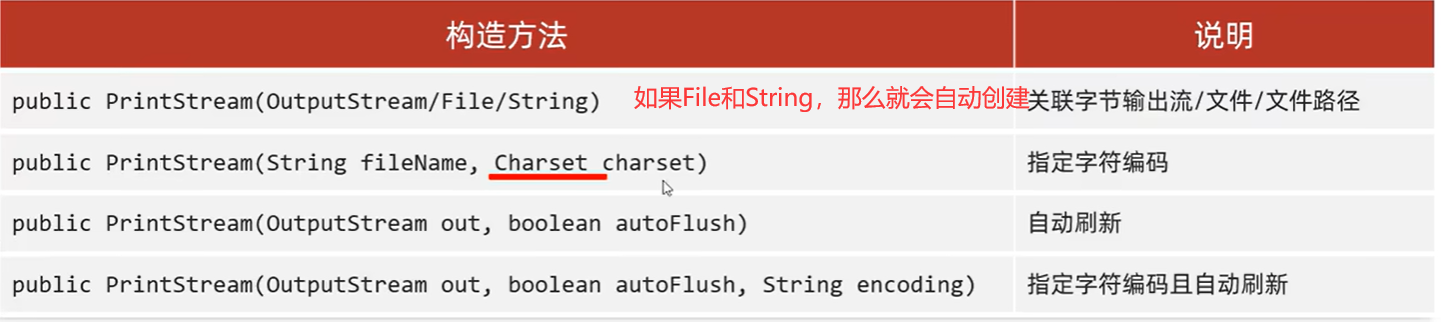 构造方法 说明
public PrintStream(OutputStream/File/String) 如果File和String，那么就会自动创建 关联字节输出流/文件/文件路径
public PrintStream(String fileName, Charset charset) 指定字符编码
public PrintStream(OutputStream out, boolean autoFlush) 自动刷新
public PrintStream(OutputStream out, boolean autoFlush, String encoding) 指定字符编码且自动刷新